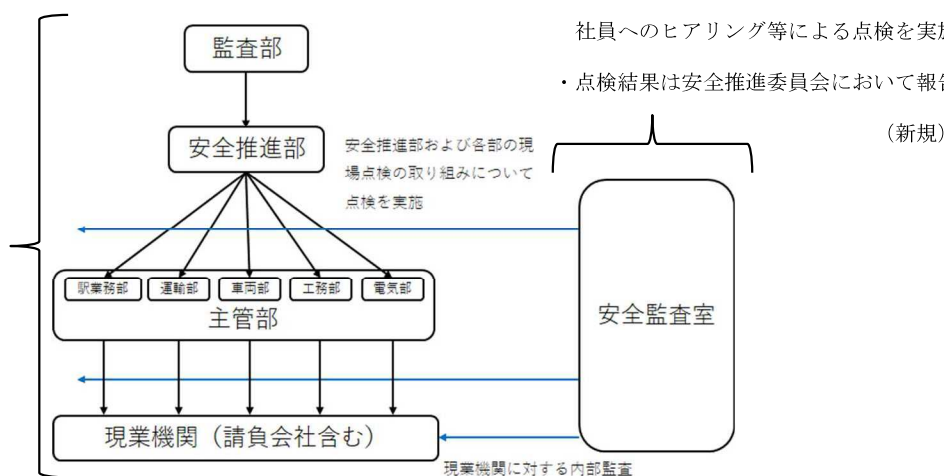 監査部
社員へのヒアリング等による点検を実施
・点検結果は安全推進委員会において報告
（新規）
安全推進部
安全推進部および各部の現
場点検の取り組みについて
点検を実施
駅業務部 運輸部 車両部 工務部 電気部
主管部
安全監査室
現業機関（請負会社含む）
現業機関に対する内部監査